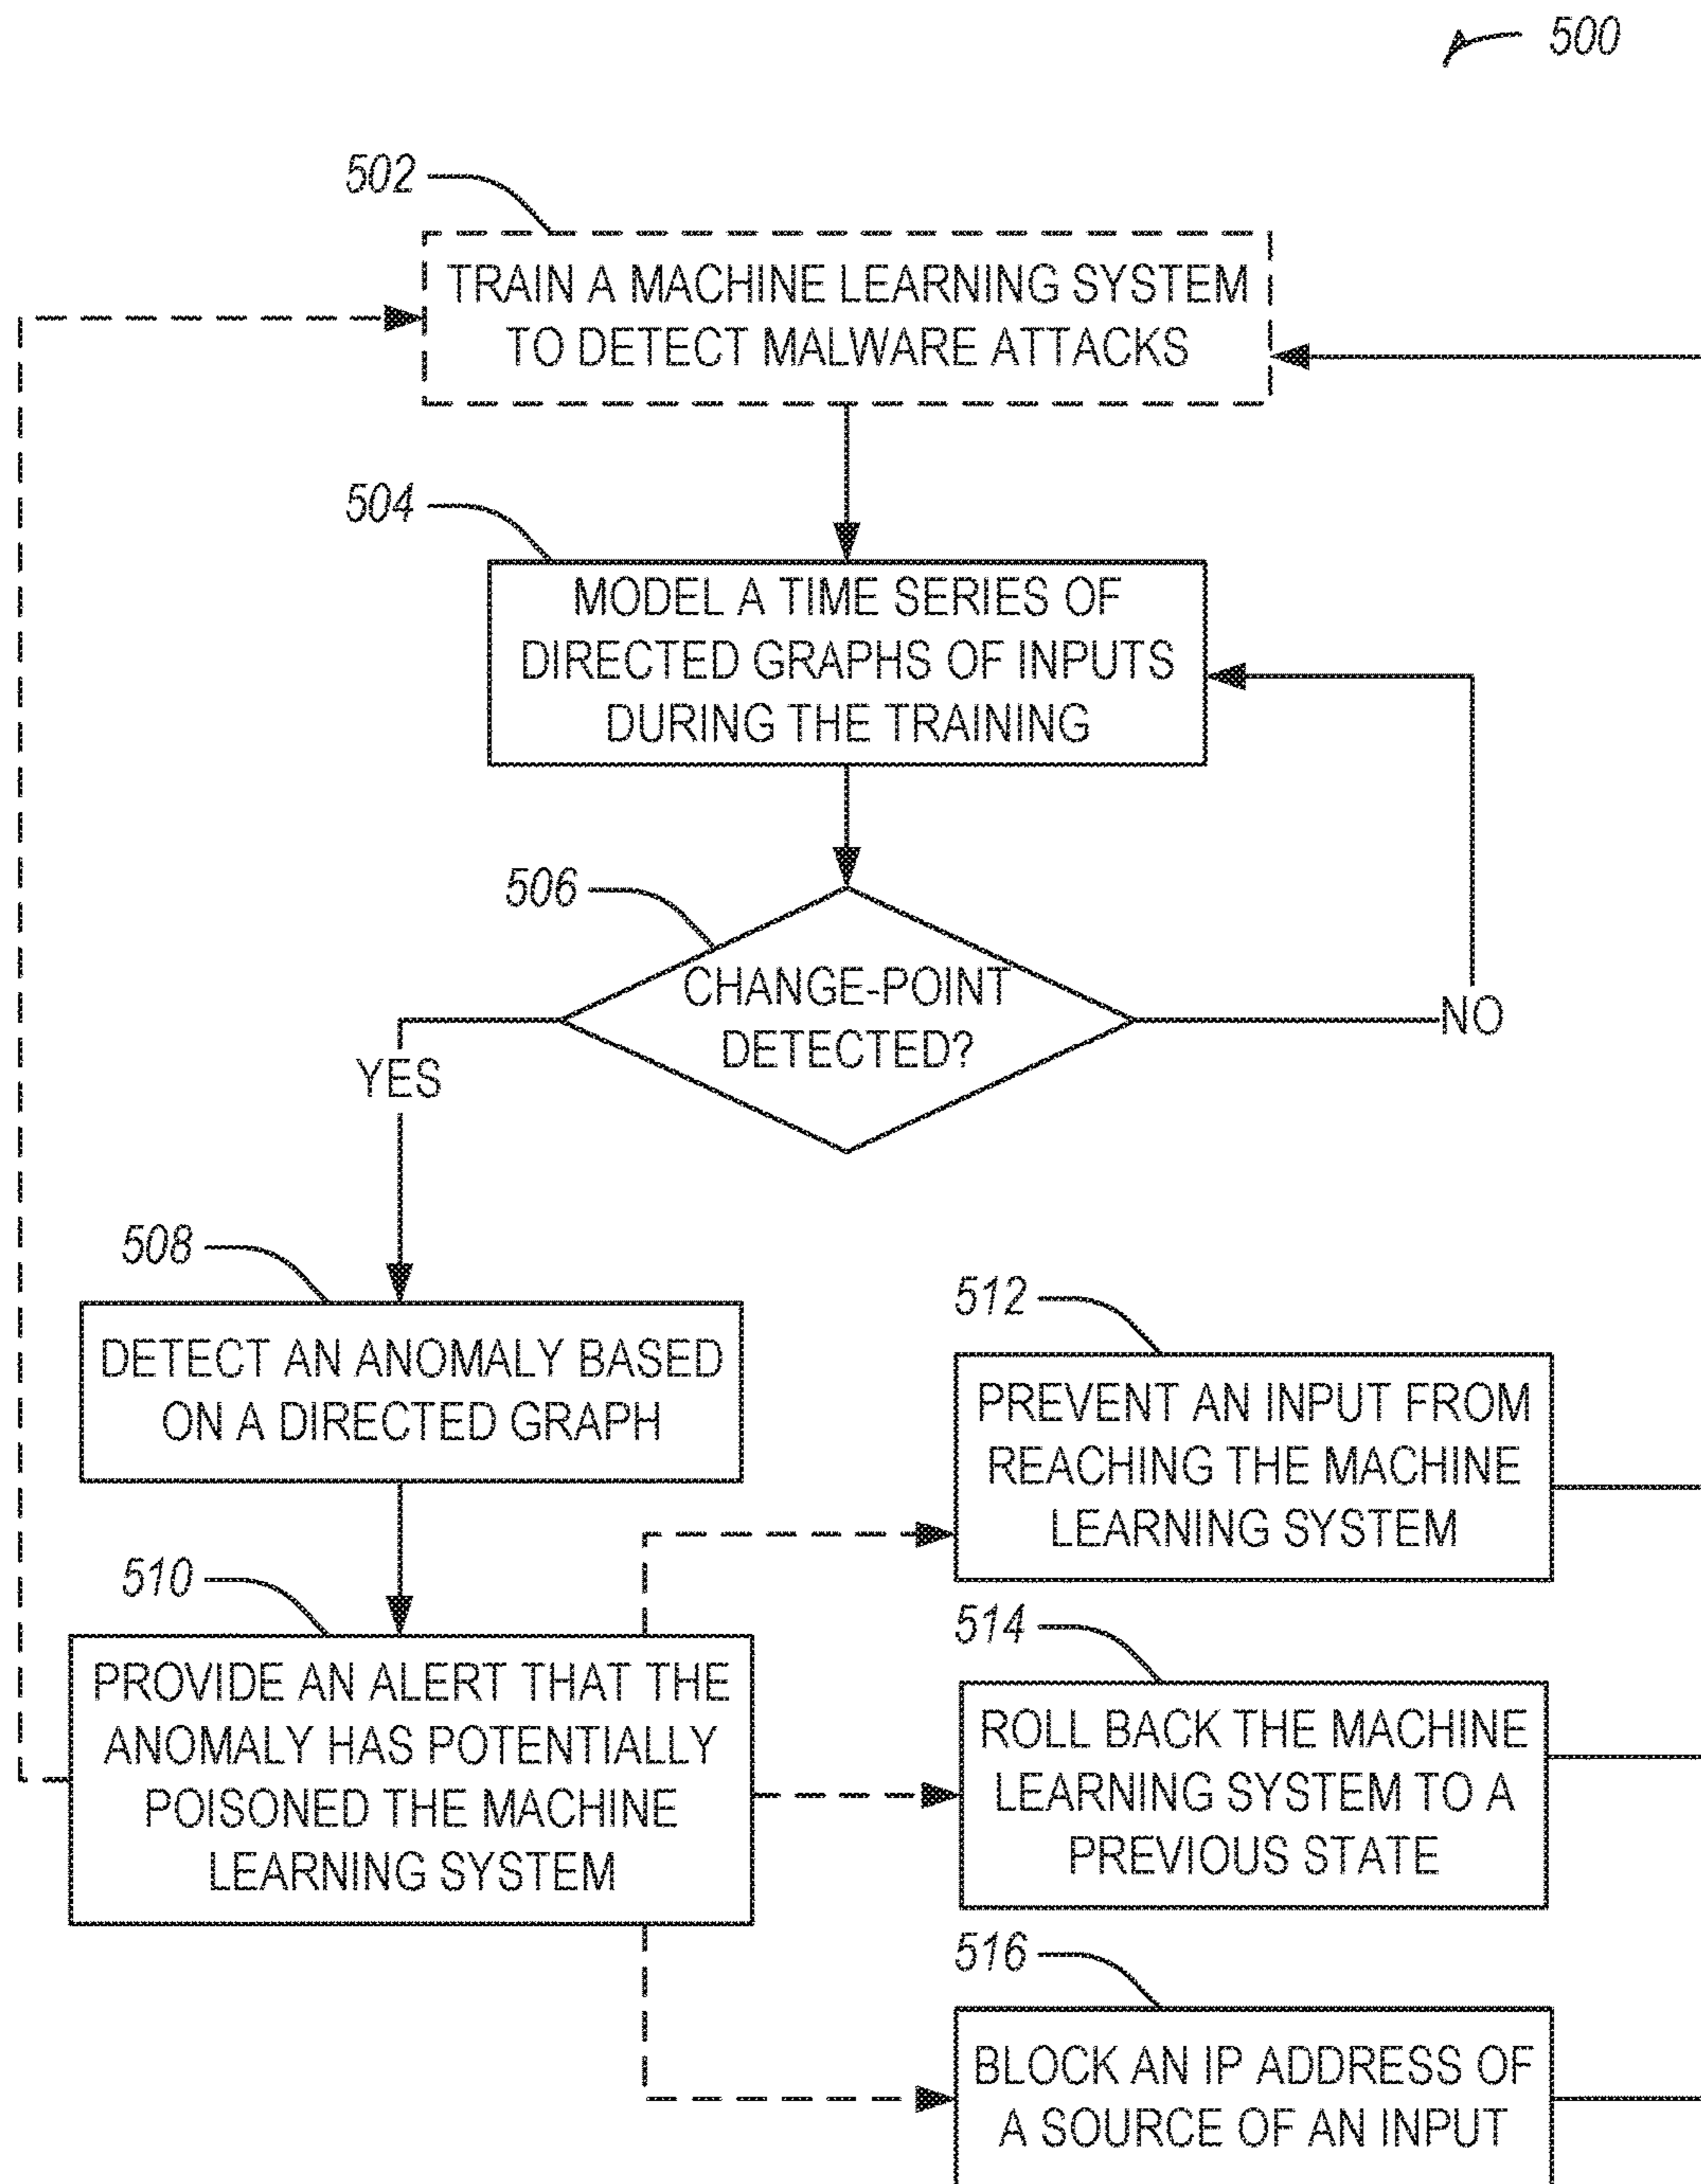 500
502
TRAIN A MACHINE LEARNING SYSTEM
TO DETECT MALWARE ATTACKS
504
MODEL A TIME SERIES OF
DIRECTED GRAPHS OF INPUTS
DURING THE TRAINING
506
CHANGE-POINT
DETECTED?
NO
YES
508
DETECT AN ANOMALY BASED
ON A DIRECTED GRAPH
510
PROVIDE AN ALERT THAT THE
ANOMALY HAS POTENTIALLY
POISONED THE MACHINE
LEARNING SYSTEM
512
PREVENT AN INPUT FROM
REACHING THE MACHINE
LEARNING SYSTEM
514
ROLL BACK THE MACHINE
LEARNING SYSTEM TO A
PREVIOUS STATE
516
BLOCK AN IP ADDRESS OF
A SOURCE OF AN INPUT